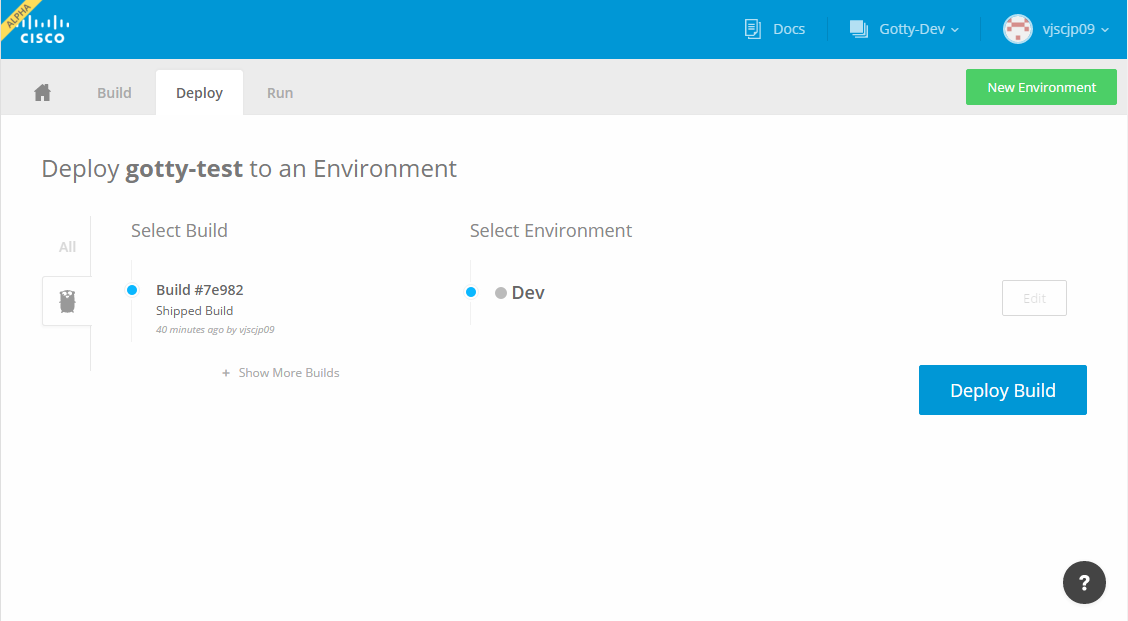 ALPHA
CISCO
Docs
Gotty-Dev
vjscjp09
Build
Deploy
Run
New Environment
Deploy gotty-test to an Environment
All
Select Build
Select Environment
Build #7e982
Shipped Build
40 minutes ago by vjscjp09
Dev
Edit
+ Show More Builds
Deploy Build
?